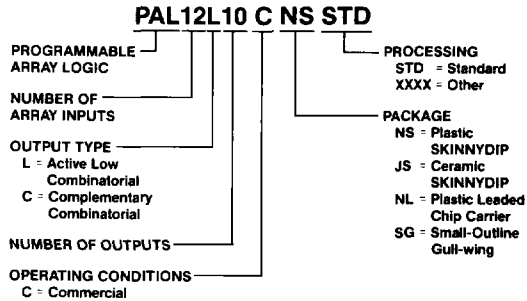 PAL12L10 C NS STD
PROGRAMMABLE
ARRAY LOGIC
NUMBER OF
ARRAY INPUTS
OUTPUT TYPE
L = Active Low
Combinatorial
C = Complementary
Combinatorial
NUMBER OF OUTPUTS
OPERATING CONDITIONS
C = Commercial
PROCESSING
STD = Standard
XXXX = Other
PACKAGE
NS = Plastic
SKINNYDIP
JS = Ceramic
SKINNYDIP
NL = Plastic Leaded
Chip Carrier
SG = Small-Outline
Gull-wing